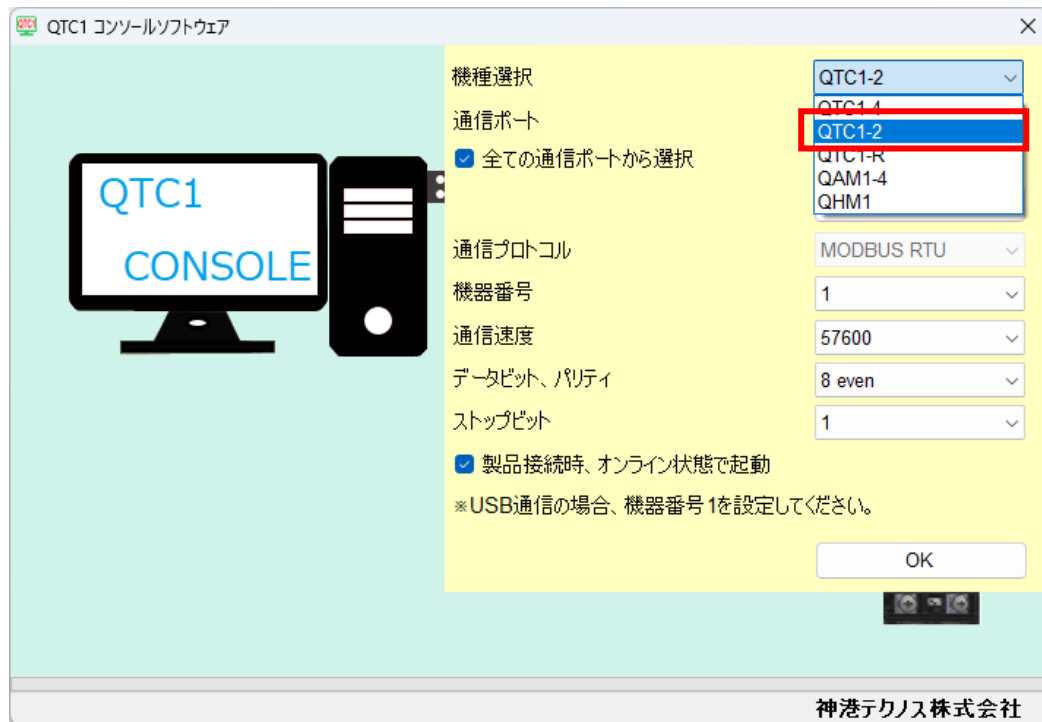 QTC1 コンソールソフトウェア
機種選択
QTC1-2
通信ポート
QTC1-4
QTC1-2
QTC1-R
QAM1-4
QHM1
全ての通信ポートから選択
QTC1
CONSOLE
通信プロトコル
MODBUS RTU
機器番号
1
通信速度
57600
データビット、パリティ
8 even
ストップビット
1
製品接続時、オンライン状態で起動
※USB通信の場合、機器番号1を設定してください。
OK
神港テクノス株式会社